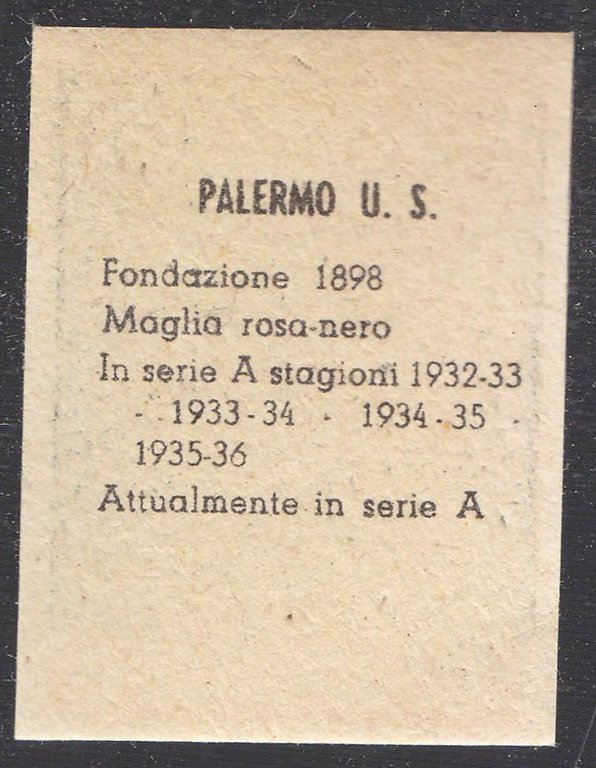 PALERMO U. S.
Fondazione 1898
Maglia rosa-nero
In serie A stagioni 1932-33
- 1933-34 - 1934-35 -
1935-36
Attualmente in serie A